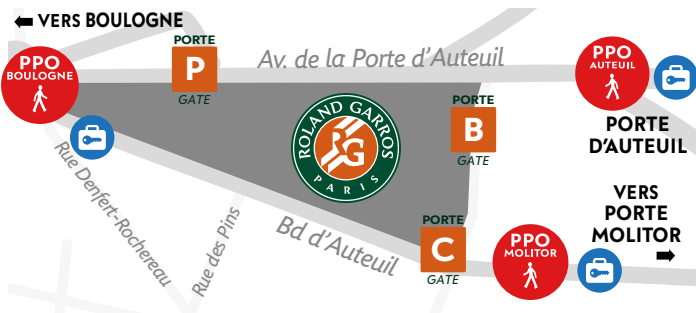 VERS BOULOGNE
PPO
BOULOGNE
PORTE
P
GATE
Av. de la Porte d'Auteuil
PPO
AUTEUIL
PORTE
D'AUTEUIL
PORTE
B
GATE
ROLAND GARROS
RG
PARIS
Rue Denfert-Rochereau
Rue des Pins
Bd d'Auteuil
PORTE
C
GATE
PPO
MOLITOR
VERS
PORTE
MOLITOR